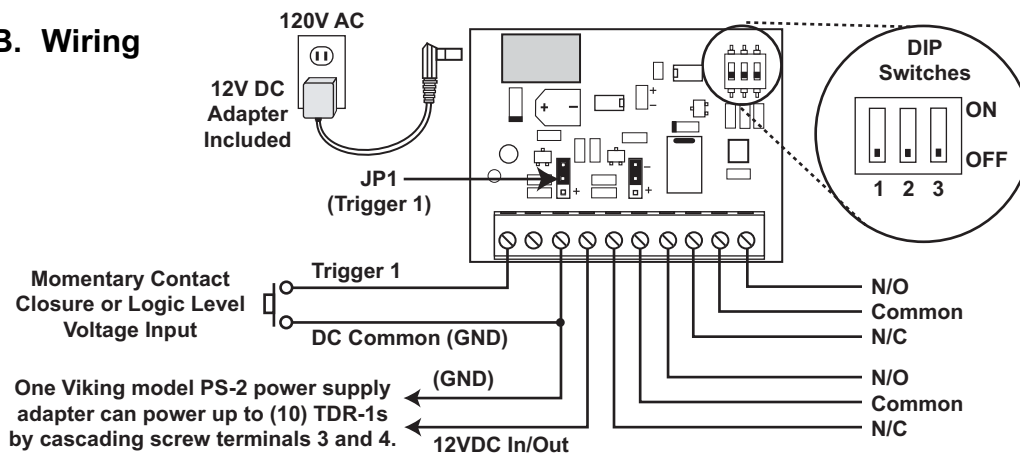 B. Wiring
120V AC
12V DC
Adapter
Included
JP1
(Trigger 1)
+
−
+
−
+
−
+
DIP
Switches
ON
OFF
1 2 3
Momentary Contact
Closure or Logic Level
Voltage Input
Trigger 1
DC Common (GND)
One Viking model PS-2 power supply
adapter can power up to (10) TDR-1s
by cascading screw terminals 3 and 4.
(GND)
12VDC In/Out
N/O
Common
N/C
N/O
Common
N/C